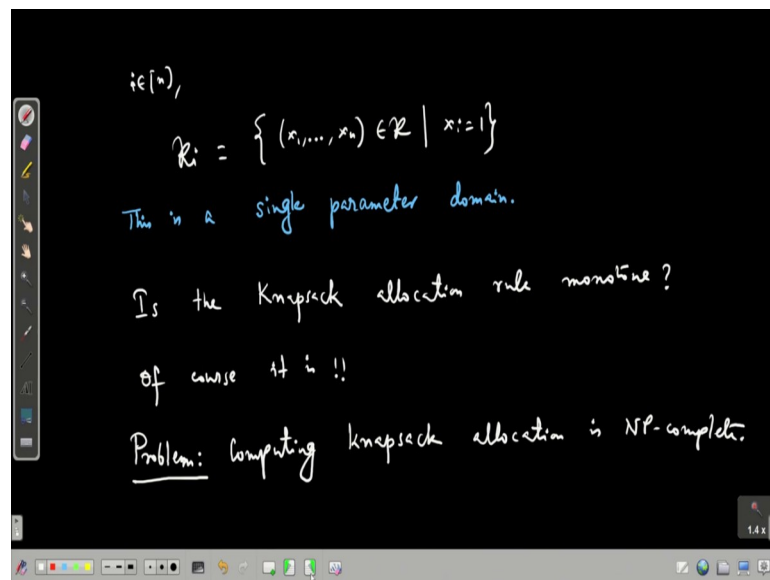 i∈[n],
R_i = { (x_1,..., x_n) ∈ R | x_i=1}
This is a single parameter domain.
Is the Knapsack allocation rule monotone?
Of course it is !!
Problem: Computing knapsack allocation is NP-complete.
1.4 x